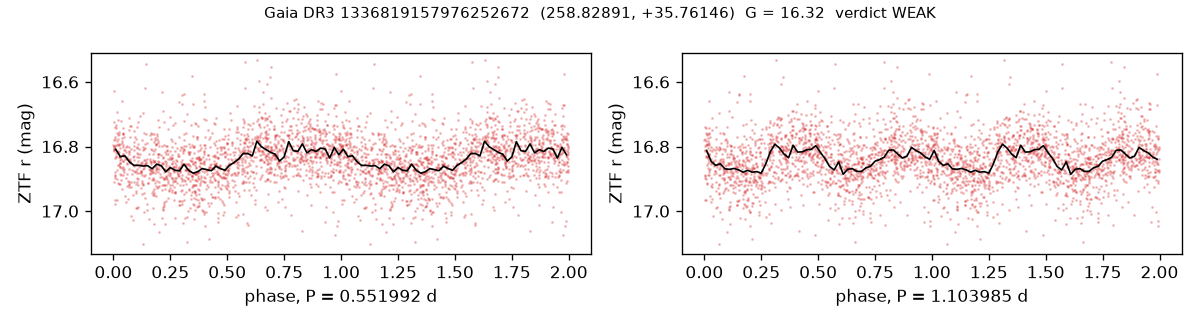 Gaia DR3 1336819157976252672  (258.82891, +35.76146)  G = 16.32  verdict WEAK
ZTF r (mag)
16.6
16.8
17.0
0.00 0.25 0.50 0.75 1.00 1.25 1.50 1.75 2.00
phase, P = 0.551992 d
ZTF r (mag)
16.6
16.8
17.0
0.00 0.25 0.50 0.75 1.00 1.25 1.50 1.75 2.00
phase, P = 1.103985 d